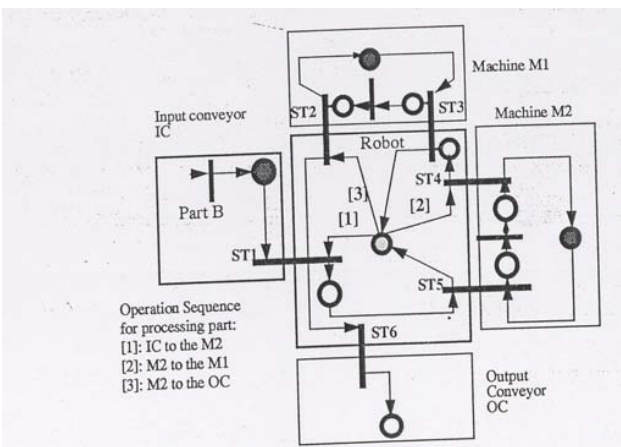 Machine M1
Input conveyor
IC
ST2
ST3
Machine M2
Robot
Part B
[3]
[1]
[2]
ST4
ST1
ST5
Operation Sequence
for processing part:
[1]: IC to the M2
[2]: M2 to the M1
[3]: M2 to the OC
ST6
Output
Conveyor
OC